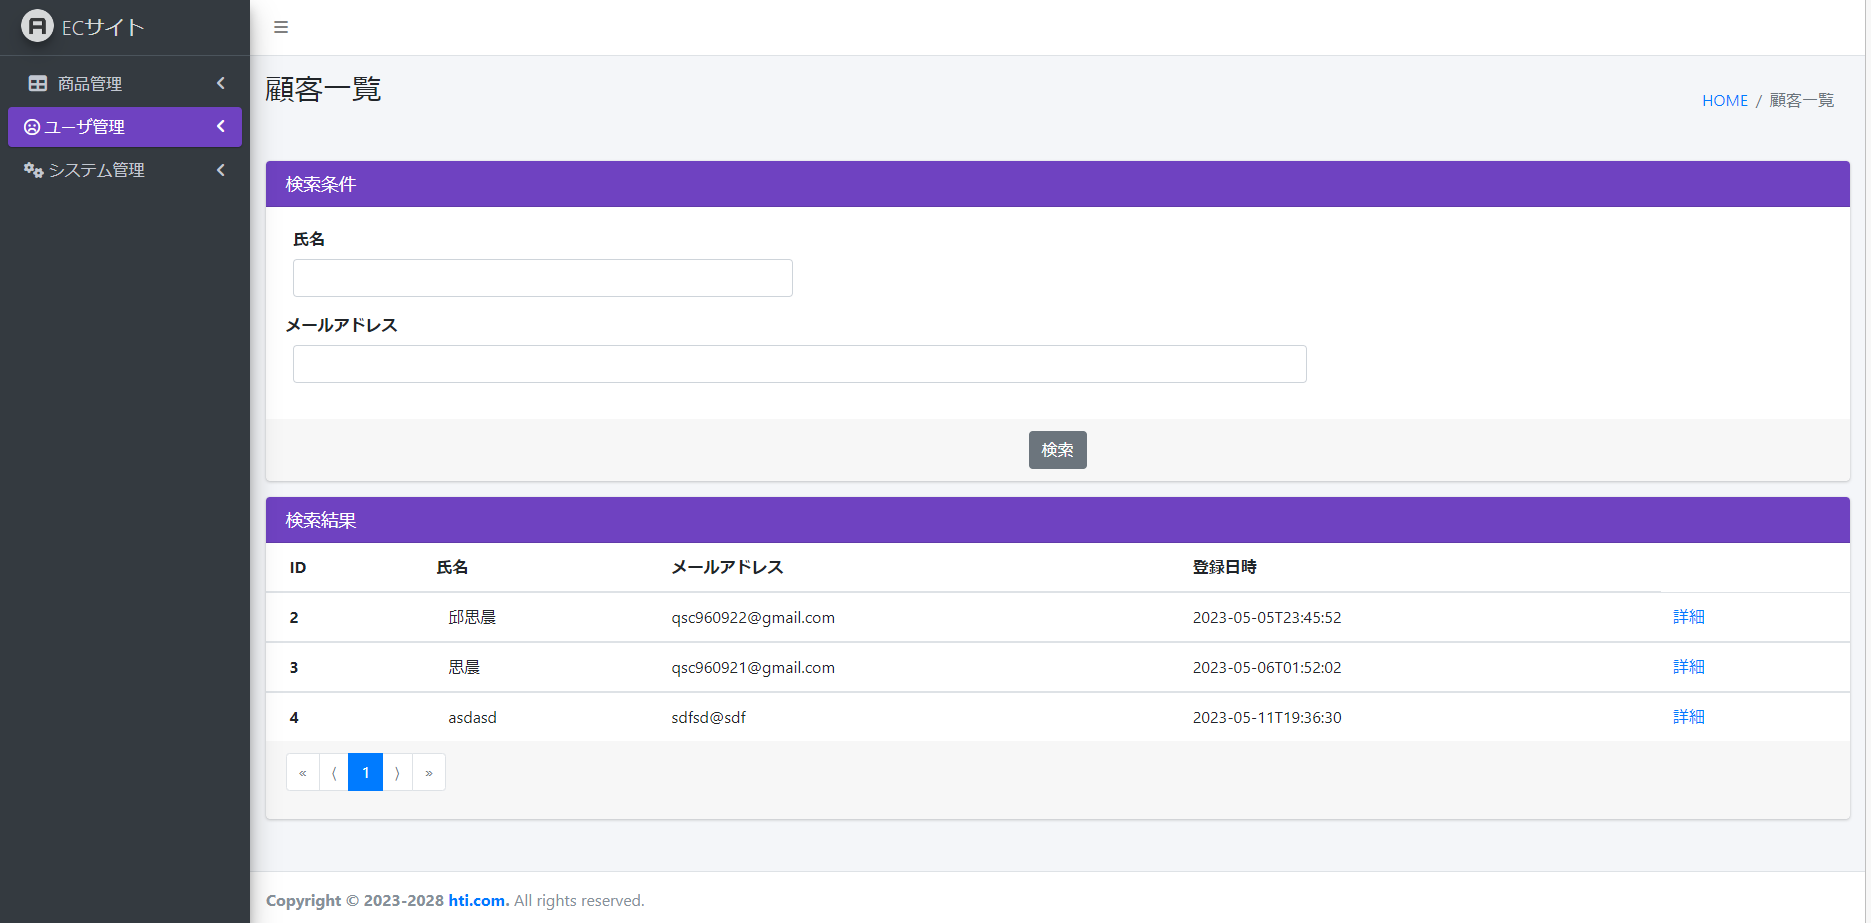 ECサイト
商品管理
ユーザ管理
システム管理
顧客一覧
HOME / 顧客一覧
検索条件
氏名
メールアドレス
検索
検索結果
ID 氏名 メールアドレス 登録日時
2 邱思晨 qsc960922@gmail.com 2023-05-05T23:45:52 詳細
3 思晨 qsc960921@gmail.com 2023-05-06T01:52:02 詳細
4 asdasd sdfsd@sdf 2023-05-11T19:36:30 詳細
« ⟨ 1 ⟩ »
Copyright © 2023-2028 hti.com. All rights reserved.